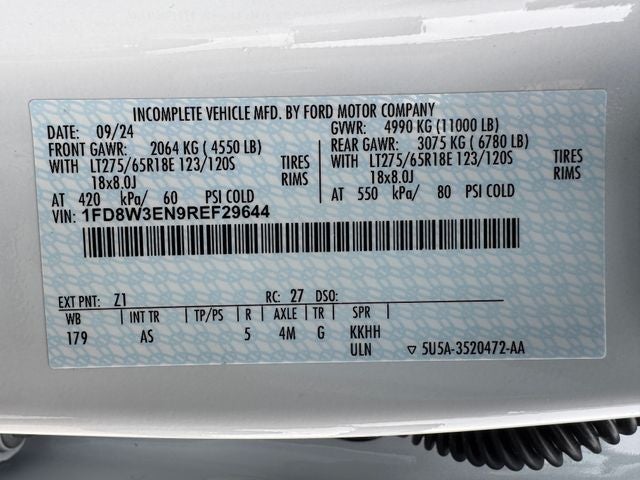 INCOMPLETE VEHICLE MFD. BY FORD MOTOR COMPANY
DATE: 09/24 GVWR: 4990 KG (11000 LB)
FRONT GAWR: 2064 KG ( 4550 LB) REAR GAWR: 3075 KG ( 6780 LB)
WITH LT275/65R18E 123/120S TIRES WITH LT275/65R18E 123/120S TIRES
18x8.0J RIMS 18x8.0J RIMS
AT 420 kPa/ 60 PSI COLD AT 550 kPa/ 80 PSI COLD
VIN: 1FD8W3EN9REF29644
EXT PNT: Z1 RC: 27 DSO:
WB INT TR TP/PS R AXLE TR SPR
179 AS 5 4M G KKHH
ULN ▽ 5U5A-3520472-AA